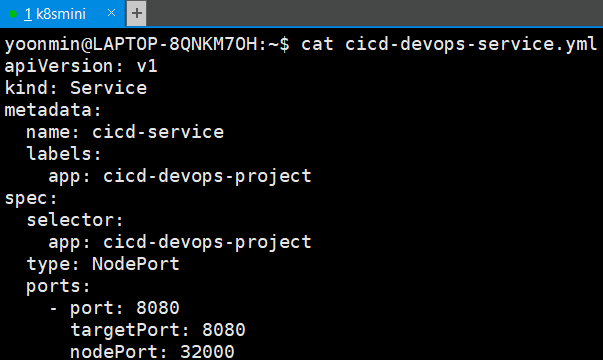 1 k8smini × +
yoonmin@LAPTOP-8QNKM7OH:~$ cat cicd-devops-service.yml
apiVersion: v1
kind: Service
metadata:
  name: cicd-service
  labels:
    app: cicd-devops-project
spec:
  selector:
    app: cicd-devops-project
  type: NodePort
  ports:
    - port: 8080
      targetPort: 8080
      nodePort: 32000